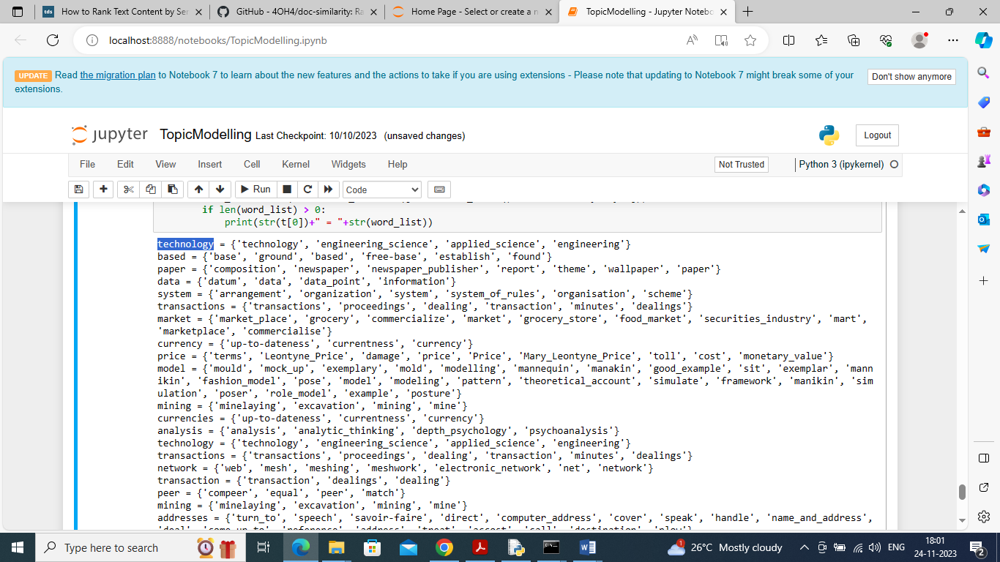 How to Rank Text Content by Ser
GitHub - 4OH4/doc-similarity: Ra
Home Page - Select or create a n
TopicModelling - Jupyter Notebo
localhost:8888/notebooks/TopicModelling.ipynb
UPDATE Read the migration plan to Notebook 7 to learn about the new features and the actions to take if you are using extensions - Please note that updating to Notebook 7 might break some of your
extensions.
Don't show anymore
jupyter TopicModelling Last Checkpoint: 10/10/2023 (unsaved changes)
Logout
File Edit View Insert Cell Kernel Widgets Help
Not Trusted
Python 3 (ipykernel)
Run
Code
if len(word_list) > 0:
print(str(t[0])+" = "+str(word_list))
technology = {'technology', 'engineering_science', 'applied_science', 'engineering'}
based = {'base', 'ground', 'based', 'free-base', 'establish', 'found'}
paper = {'composition', 'newspaper', 'newspaper_publisher', 'report', 'theme', 'wallpaper', 'paper'}
data = {'datum', 'data', 'data_point', 'information'}
system = {'arrangement', 'organization', 'system', 'system_of_rules', 'organisation', 'scheme'}
transactions = {'transactions', 'proceedings', 'dealing', 'transaction', 'minutes', 'dealings'}
market = {'market_place', 'grocery', 'commercialize', 'market', 'grocery_store', 'food_market', 'securities_industry', 'mart',
'marketplace', 'commercialise'}
currency = {'up-to-dateness', 'currentness', 'currency'}
price = {'terms', 'Leontyne_Price', 'damage', 'price', 'Price', 'Mary_Leontyne_Price', 'toll', 'cost', 'monetary_value'}
model = {'mould', 'mock_up', 'exemplary', 'mold', 'modelling', 'mannequin', 'manakin', 'good_example', 'sit', 'exemplar', 'mann
ikin', 'fashion_model', 'pose', 'model', 'modeling', 'pattern', 'theoretical_account', 'simulate', 'framework', 'manikin', 'sim
ulation', 'poser', 'role_model', 'example', 'posture'}
mining = {'minelaying', 'excavation', 'mining', 'mine'}
currencies = {'up-to-dateness', 'currentness', 'currency'}
analysis = {'analysis', 'analytic_thinking', 'depth_psychology', 'psychoanalysis'}
technology = {'technology', 'engineering_science', 'applied_science', 'engineering'}
transactions = {'transactions', 'proceedings', 'dealing', 'transaction', 'minutes', 'dealings'}
network = {'web', 'mesh', 'meshing', 'meshwork', 'electronic_network', 'net', 'network'}
transaction = {'transaction', 'dealings', 'dealing'}
peer = {'compeer', 'equal', 'peer', 'match'}
mining = {'minelaying', 'excavation', 'mining', 'mine'}
addresses = {'turn_to', 'speech', 'savoir-faire', 'direct', 'computer_address', 'cover', 'speak', 'handle', 'name_and_address',
Type here to search
26°C Mostly cloudy
ENG
18:01
24-11-2023
2